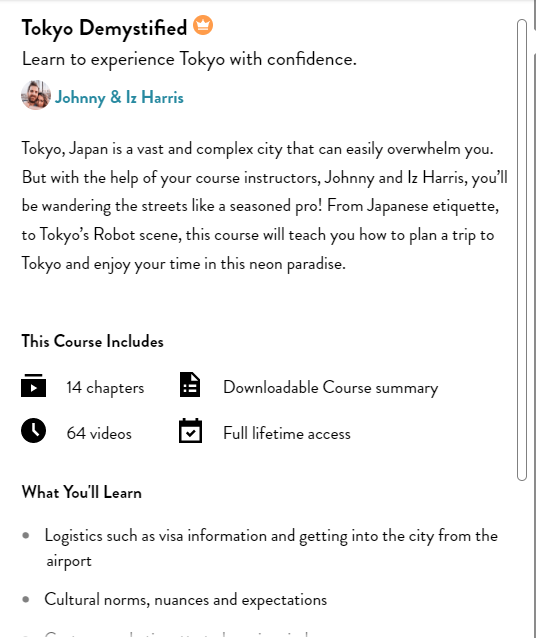 Tokyo Demystified
Learn to experience Tokyo with confidence.
Johnny & Iz Harris
Tokyo, Japan is a vast and complex city that can easily overwhelm you.
But with the help of your course instructors, Johnny and Iz Harris, you'll
be wandering the streets like a seasoned pro! From Japanese etiquette,
to Tokyo's Robot scene, this course will teach you how to plan a trip to
Tokyo and enjoy your time in this neon paradise.
This Course Includes
14 chapters
Downloadable Course summary
64 videos
Full lifetime access
What You'll Learn
Logistics such as visa information and getting into the city from the
airport
Cultural norms, nuances and expectations